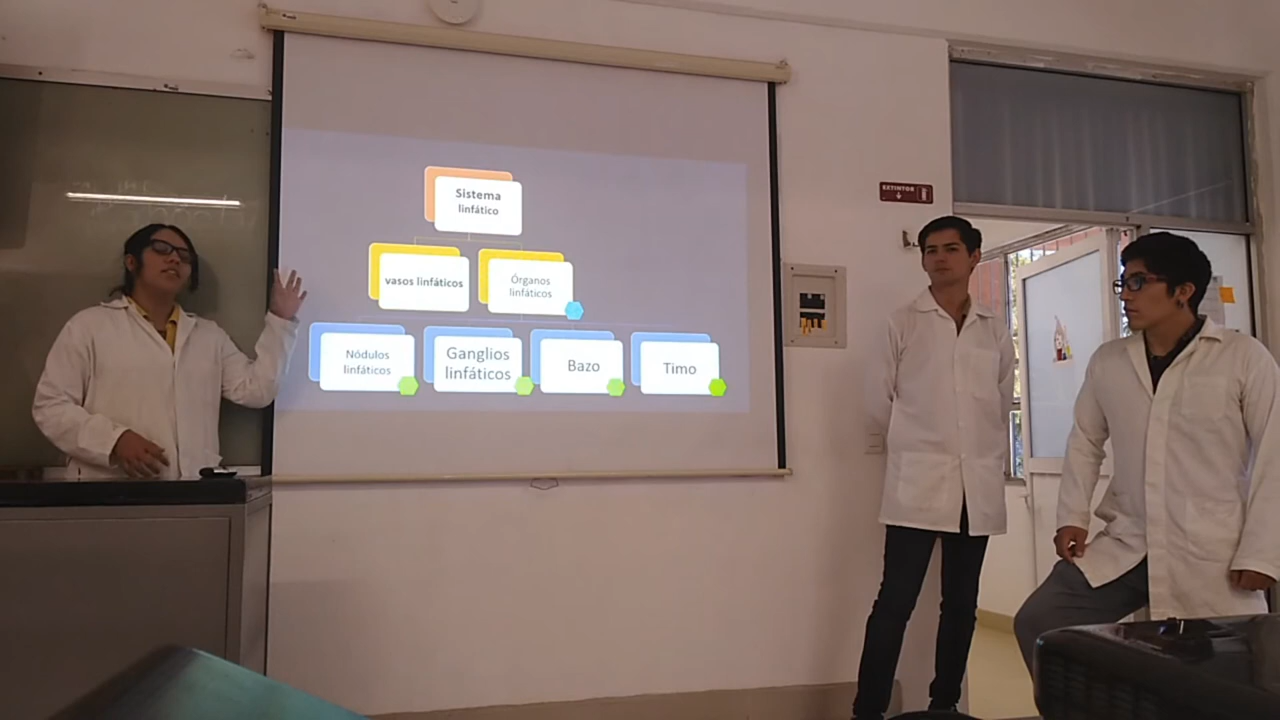 Sistema
linfático
vasos linfáticos
Órganos
linfáticos
Nódulos
linfáticos
Ganglios
linfáticos
Bazo
Timo
EXTINTOR